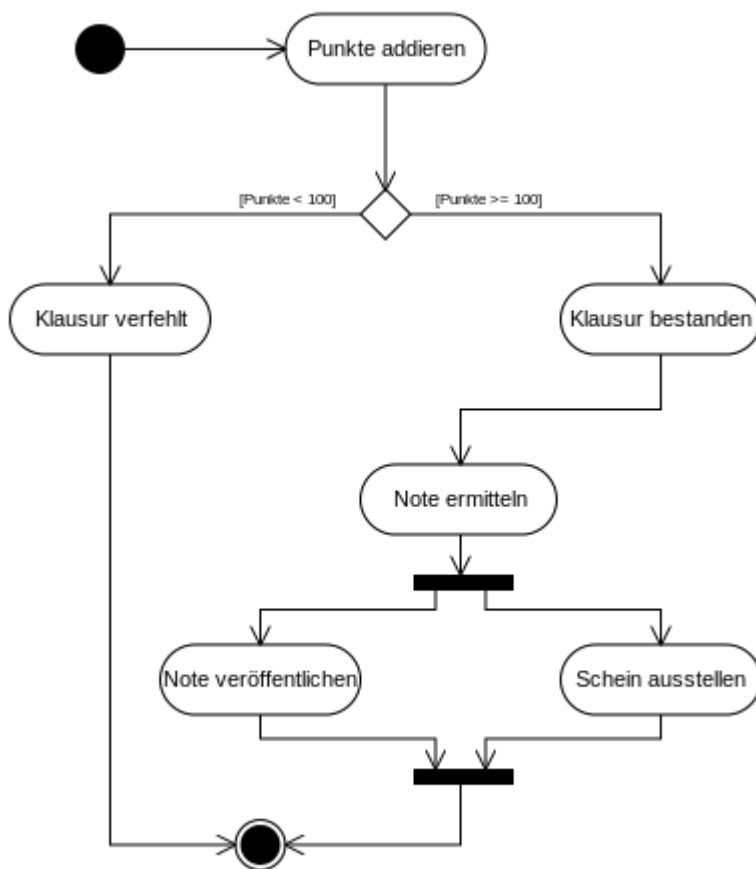 Punkte addieren
[Punkte < 100]
[Punkte >= 100]
Klausur verfehlt
Klausur bestanden
Note ermitteln
Note veröffentlichen
Schein ausstellen